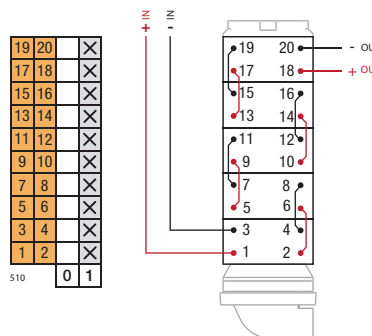 IN
IN
+
-
19 20 X
17 18 X
15 16 X
13 14 X
11 12 X
9 10 X
7 8 X
5 6 X
3 4 X
1 2 X
510 0 1
19 20 - OU
17 18 + OU
15 16
13 14
11 12
9 10
7 8
5 6
3 4
1 2